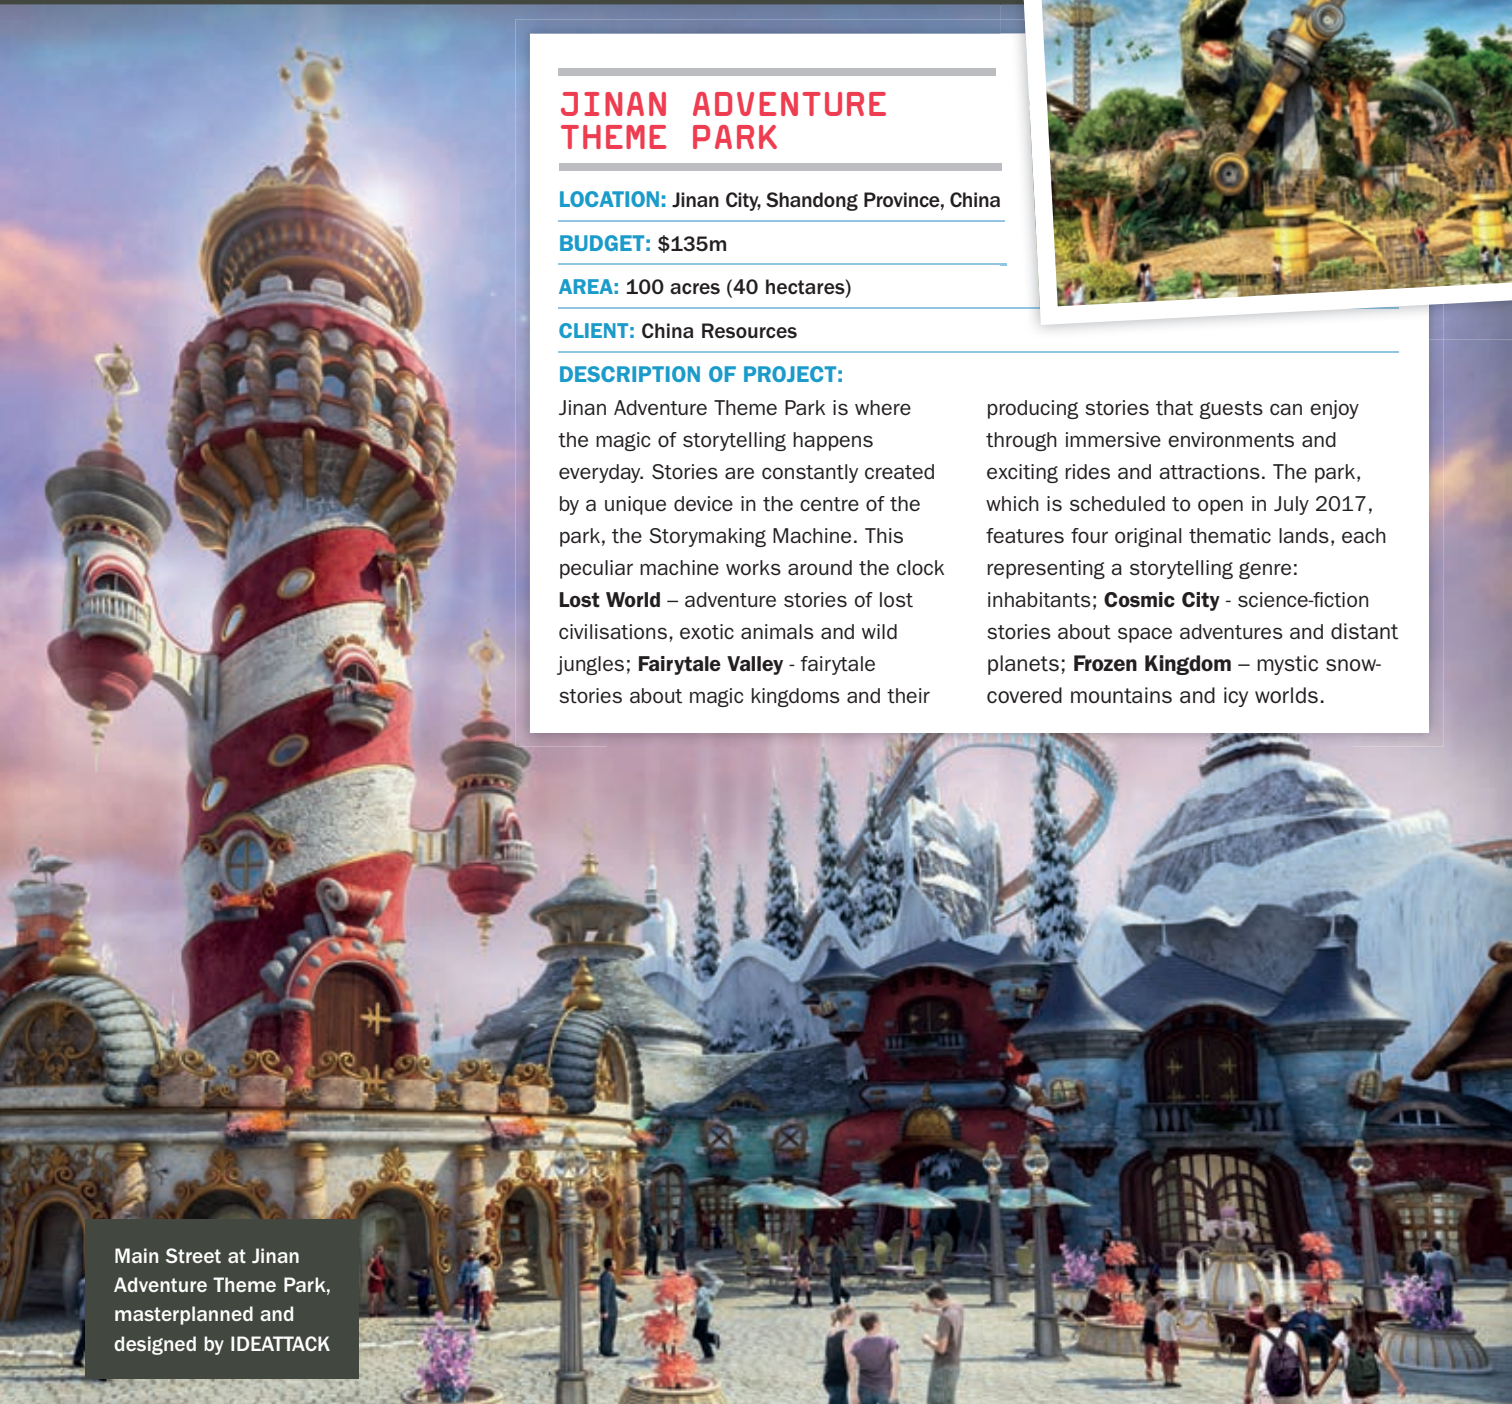 JINAN ADVENTURE
THEME PARK
LOCATION: Jinan City, Shandong Province, China
BUDGET: $135m
AREA: 100 acres (40 hectares)
CLIENT: China Resources
DESCRIPTION OF PROJECT:
Jinan Adventure Theme Park is where
the magic of storytelling happens
everyday. Stories are constantly created
by a unique device in the centre of the
park, the Storymaking Machine. This
peculiar machine works around the clock
producing stories that guests can enjoy
through immersive environments and
exciting rides and attractions. The park,
which is scheduled to open in July 2017,
features four original thematic lands, each
representing a storytelling genre:
Lost World – adventure stories of lost
civilisations, exotic animals and wild
jungles; Fairytale Valley - fairytale
stories about magic kingdoms and their
inhabitants; Cosmic City - science-fiction
stories about space adventures and distant
planets; Frozen Kingdom – mystic snow-
covered mountains and icy worlds.
Main Street at Jinan
Adventure Theme Park,
masterplanned and
designed by IDEATTACK